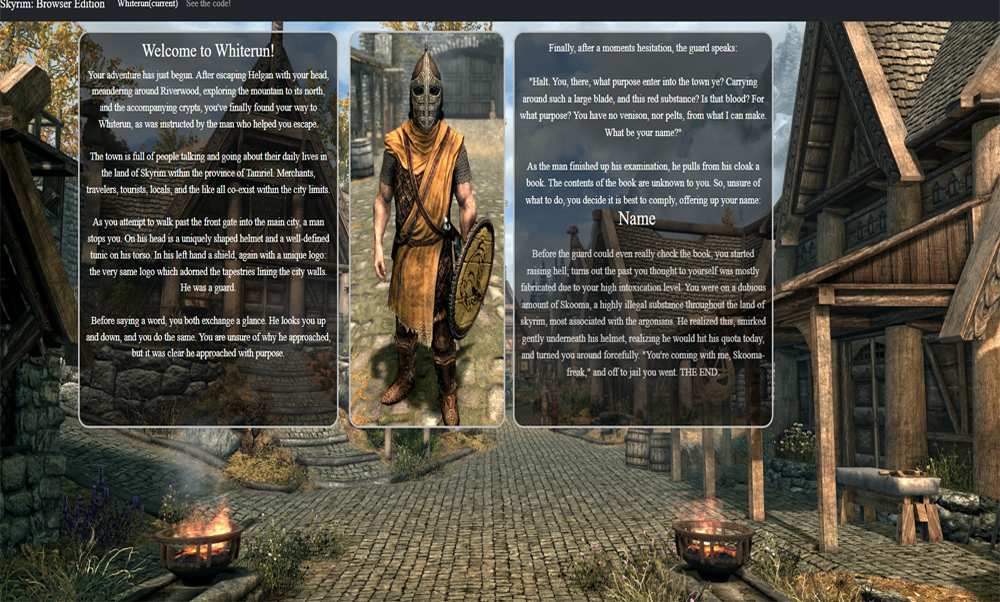 Skyrim: Browser Edition
Whiterun(current)
See the code!
Welcome to Whiterun!
Your adventure has just begun. After escaping Helgan with your head,
meandering around Riverwood, exploring the mountain to its north,
and the accompanying crypts, you've finally found your way to
Whiterun, as was instructed by the man who helped you escape.
The town is full of people talking and going about their daily lives in
the land of Skyrim within the province of Tamriel. Merchants,
travelers, tourists, locals, and the like all co-exist within the city limits.
As you attempt to walk past the front gate into the main city, a man
stops you. On his head is a uniquely shaped helmet and a well-defined
tunic on his torso. In his left hand a shield, again with a unique logo:
the very same logo which adorned the tapestries lining the city walls.
He was a guard.
Before saying a word, you both exchange a glance. He looks you up
and down, and you do the same. You are unsure of why he approached,
but it was clear he approached with purpose.
Finally, after a moments hesitation, the guard speaks:
"Halt. You, there, what purpose enter into the town ye? Carrying
around such a large blade, and this red substance? Is that blood? For
what purpose? You have no venison, nor pelts, from what I can make.
What be your name?"
As the man finished up his examination, he pulls from his cloak a
book. The contents of the book are unknown to you. So, unsure of
what to do, you decide it is best to comply, offering up your name:
Name
Before the guard could even really check the book, you started
raising hell; turns out the past you thought to yourself was mostly
fabricated due to your high intoxication level. You were on a dubious
amount of Skooma, a highly illegal substance throughout the land of
skyrim, most associated with the argonians. He realized this, smirked
gently underneath his helmet, realizing he would hit his quota today,
and turned you around forcefully. "You're coming with me, Skooma-
freak," and off to jail you went. THE END.